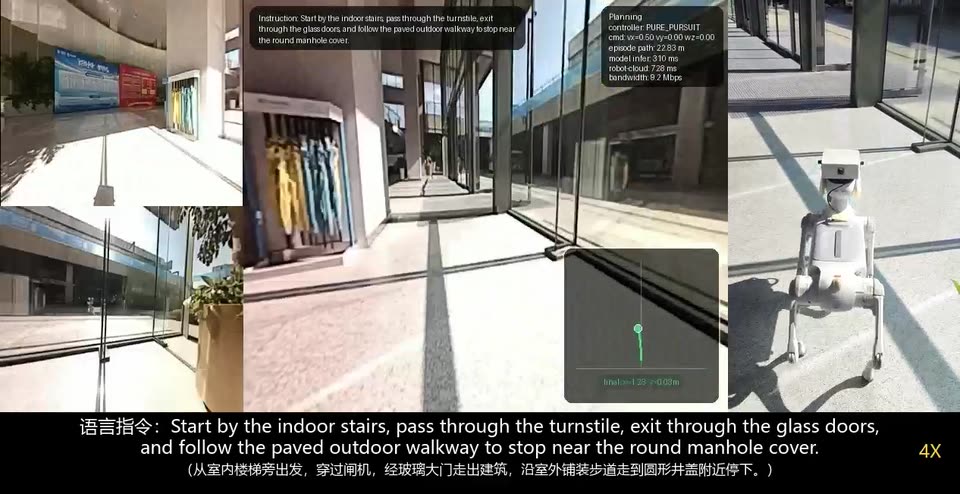 Instruction: Start by the indoor stairs, pass through the turnstile, exit
through the glass doors, and follow the paved outdoor walkway to stop near
the round manhole cover.
Planning
controller: PURE_PURSUIT
cmd: vx=0.50 vy=0.00 wz=0.00
episode path: 22.83 m
model infer: 310 ms
robot-cloud: 728 ms
bandwidth: 9.2 Mbps
语言指令：Start by the indoor stairs, pass through the turnstile, exit through the glass doors,
and follow the paved outdoor walkway to stop near the round manhole cover.
（从室内楼梯旁出发，穿过闸机，经玻璃大门走出建筑，沿室外铺装步道走到圆形井盖附近停下。）
4X